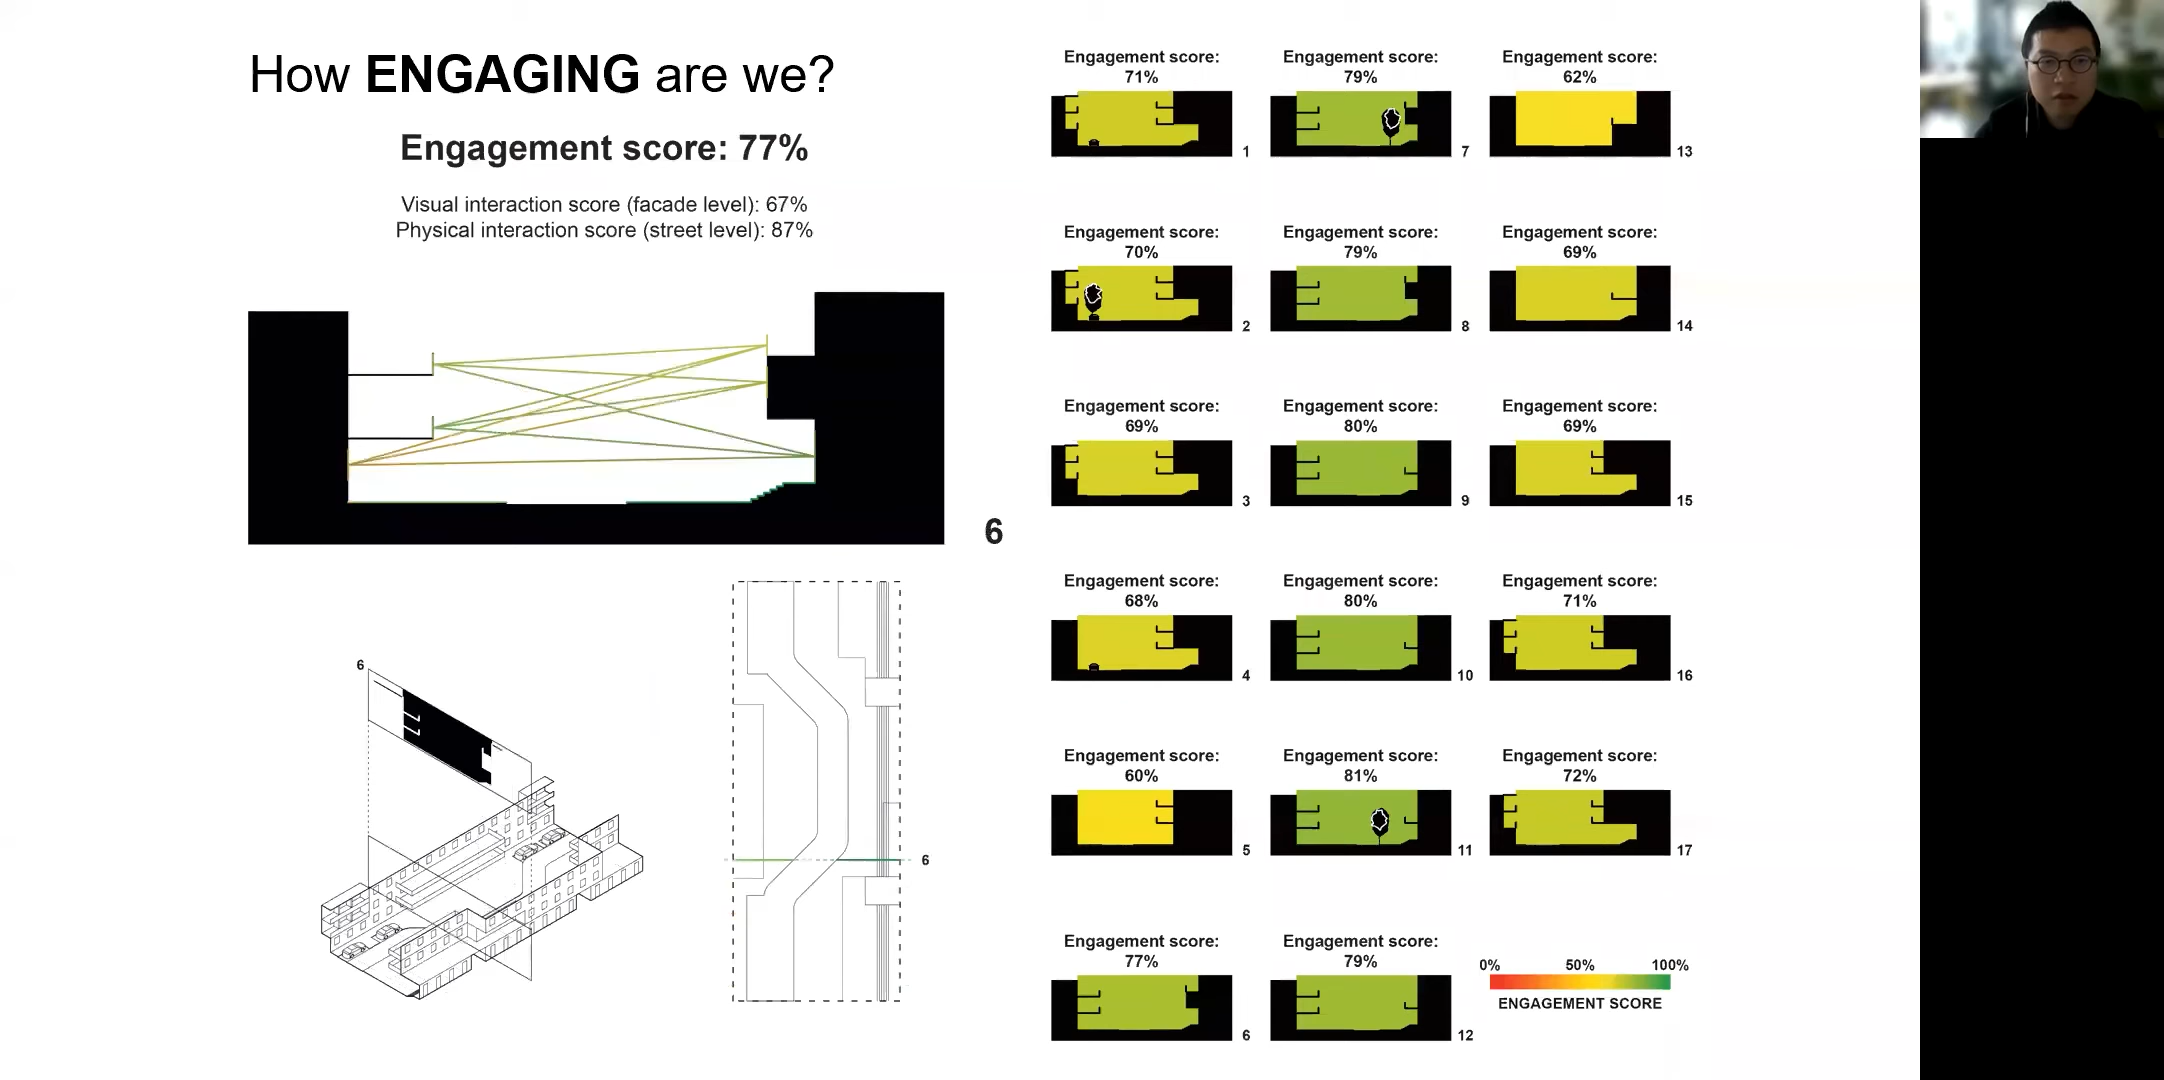 How ENGAGING are we?
Engagement score: 77%
Visual interaction score (facade level): 67%
Physical interaction score (street level): 87%
6
6
6
Engagement score:
71%
1
Engagement score:
79%
7
Engagement score:
62%
13
Engagement score:
70%
2
Engagement score:
79%
8
Engagement score:
69%
14
Engagement score:
69%
3
Engagement score:
80%
9
Engagement score:
69%
15
Engagement score:
68%
4
Engagement score:
80%
10
Engagement score:
71%
16
Engagement score:
60%
5
Engagement score:
81%
11
Engagement score:
72%
17
Engagement score:
77%
6
Engagement score:
79%
12
0% 50% 100%
ENGAGEMENT SCORE